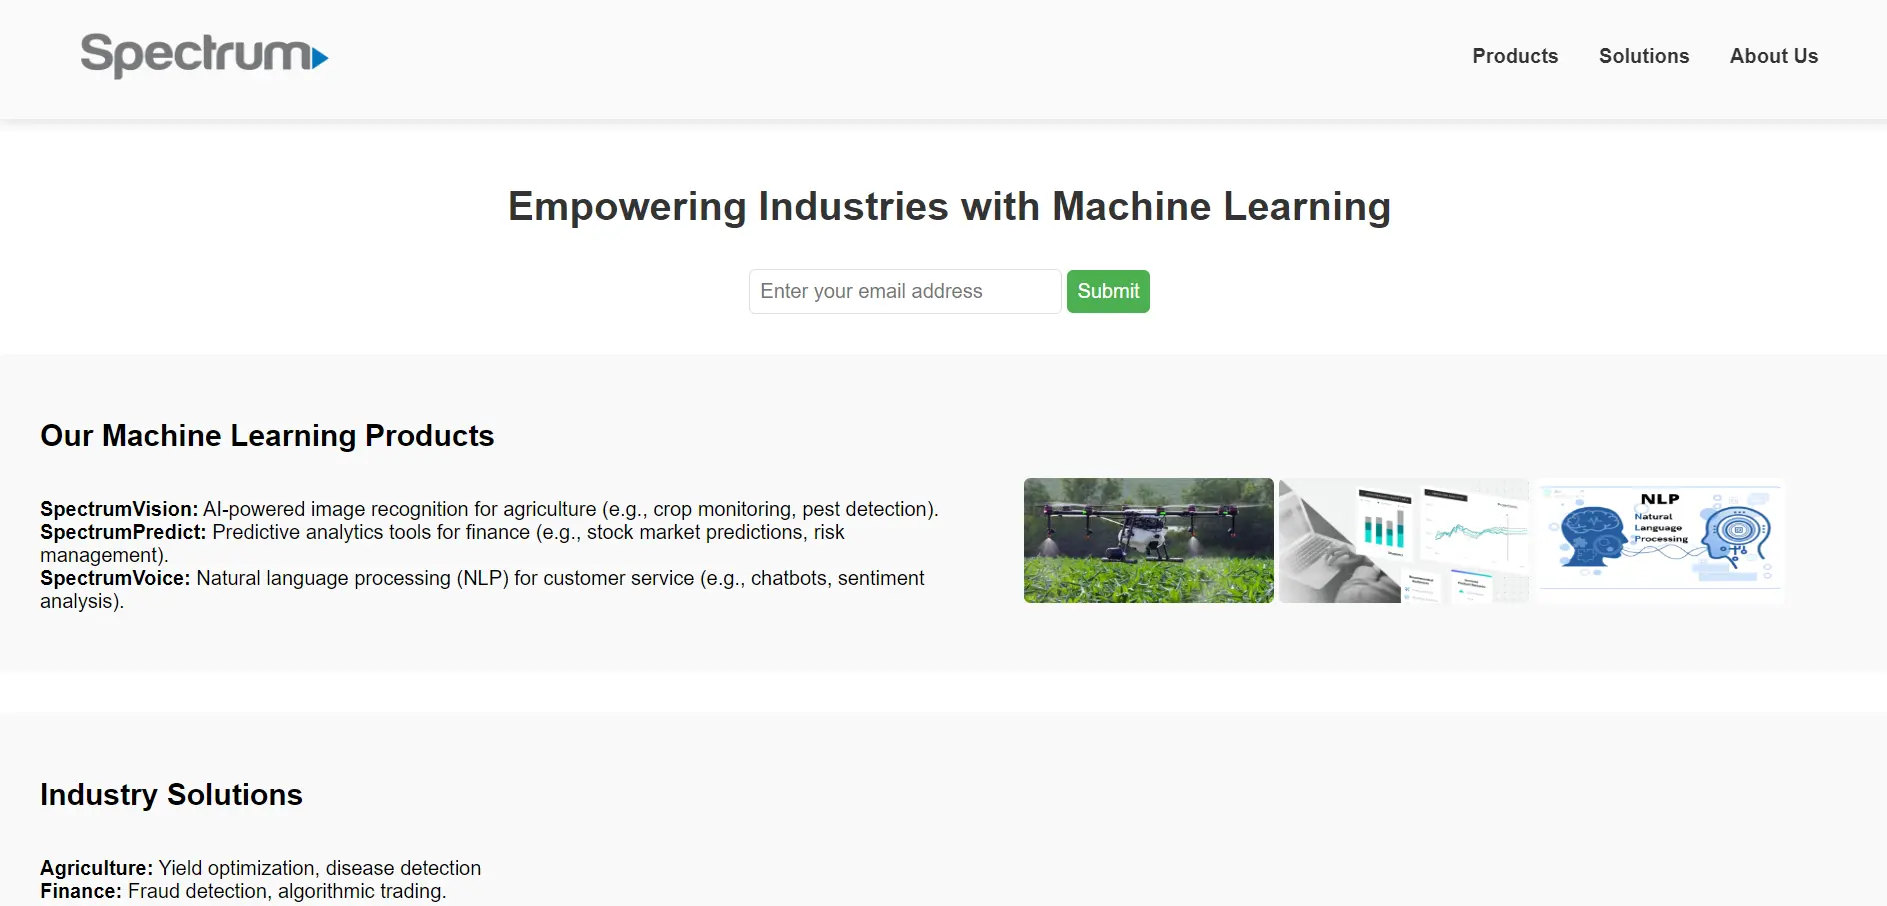 Spectrum
Products
Solutions
About Us
Empowering Industries with Machine Learning
Enter your email address
Submit
Our Machine Learning Products
SpectrumVision: AI-powered image recognition for agriculture (e.g., crop monitoring, pest detection).
SpectrumPredict: Predictive analytics tools for finance (e.g., stock market predictions, risk
management).
SpectrumVoice: Natural language processing (NLP) for customer service (e.g., chatbots, sentiment
analysis).
NLP
Natural
Language
Processing
Industry Solutions
Agriculture: Yield optimization, disease detection
Finance: Fraud detection, algorithmic trading.